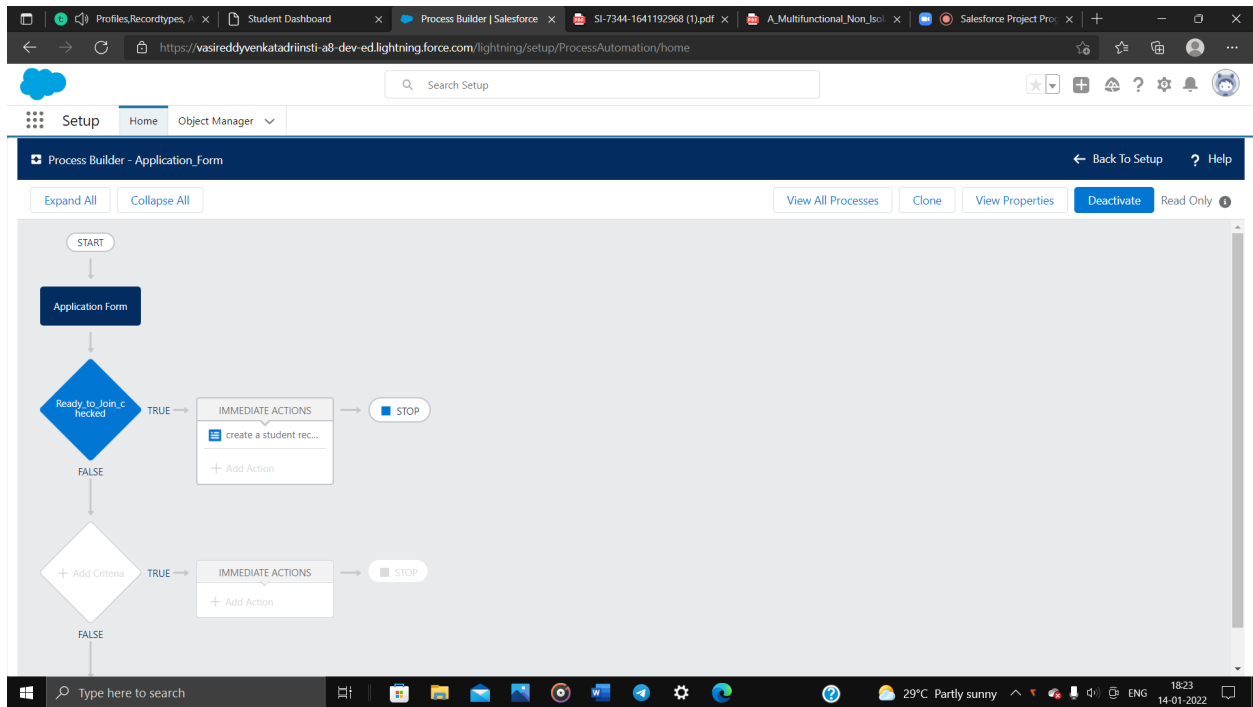 Profiles,Recordtypes, A
Student Dashboard
Process Builder | Salesforce
SI-7344-1641192968 (1).pdf
A_Multifunctional_Non_Isol
Salesforce Project Prog
https://vasireddyvenkatadriinsti-a8-dev-ed.lightning.force.com/lightning/setup/ProcessAutomation/home
Search Setup
Setup Home Object Manager
Process Builder - Application_Form
Back To Setup ? Help
Expand All Collapse All View All Processes Clone View Properties Deactivate Read Only
START
Application Form
Ready_to_Join_c
hecked
TRUE
IMMEDIATE ACTIONS
STOP
create a student rec...
+ Add Action
FALSE
+ Add Criteria
TRUE
IMMEDIATE ACTIONS
STOP
+ Add Action
FALSE
Type here to search
29°C Partly sunny
ENG
18:23
14-01-2022